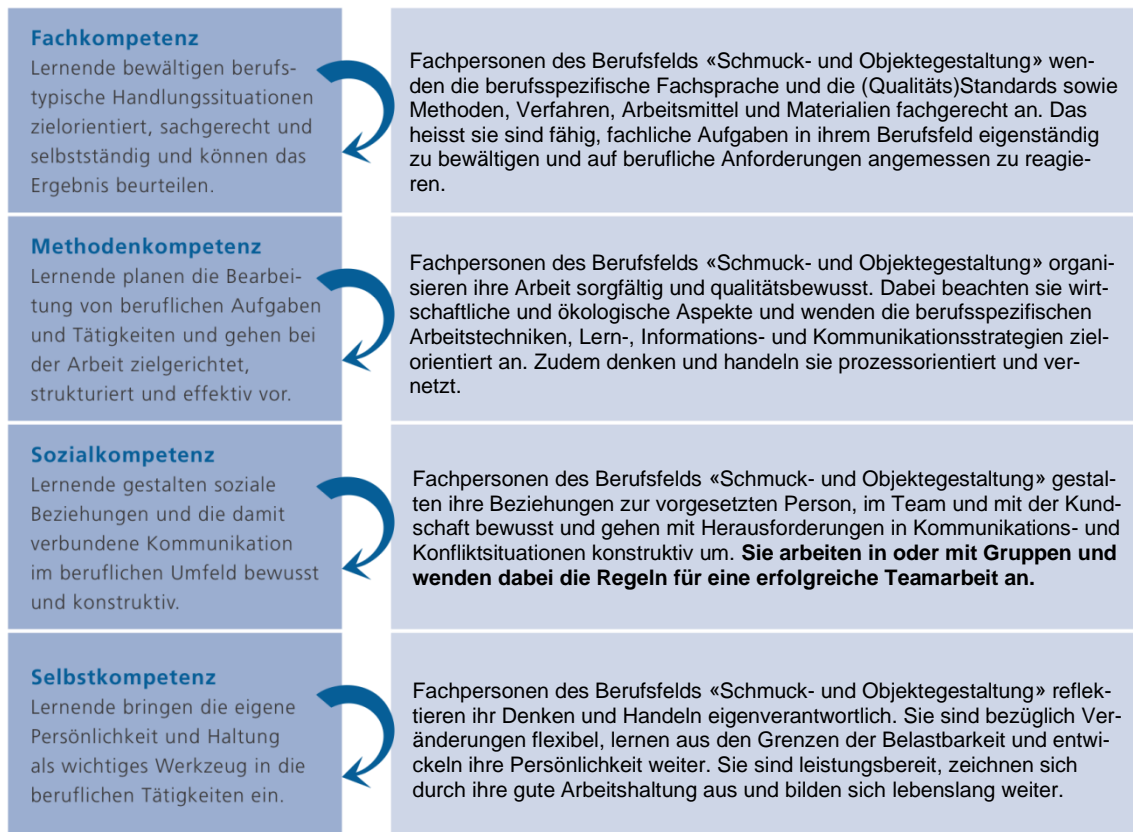 Fachkompetenz
Lernende bewältigen berufs-
typische Handlungssituationen
zielorientiert, sachgerecht und
selbstständig und können das
Ergebnis beurteilen.
Fachpersonen des Berufsfelds «Schmuck- und Objektegestaltung» wen-
den die berufsspezifische Fachsprache und die (Qualitäts)Standards sowie
Methoden, Verfahren, Arbeitsmittel und Materialien fachgerecht an. Das
heisst sie sind fähig, fachliche Aufgaben in ihrem Berufsfeld eigenständig
zu bewältigen und auf berufliche Anforderungen angemessen zu reagie-
ren.
Methodenkompetenz
Lernende planen die Bearbei-
tung von beruflichen Aufgaben
und Tätigkeiten und gehen bei
der Arbeit zielgerichtet,
strukturiert und effektiv vor.
Fachpersonen des Berufsfelds «Schmuck- und Objektegestaltung» organi-
sieren ihre Arbeit sorgfältig und qualitätsbewusst. Dabei beachten sie wirt-
schaftliche und ökologische Aspekte und wenden die berufsspezifischen
Arbeitstechniken, Lern-, Informations- und Kommunikationsstrategien ziel-
orientiert an. Zudem denken und handeln sie prozessorientiert und ver-
netzt.
Sozialkompetenz
Lernende gestalten soziale
Beziehungen und die damit
verbundene Kommunikation
im beruflichen Umfeld bewusst
und konstruktiv.
Fachpersonen des Berufsfelds «Schmuck- und Objektegestaltung» gestal-
ten ihre Beziehungen zur vorgesetzten Person, im Team und mit der Kund-
schaft bewusst und gehen mit Herausforderungen in Kommunikations- und
Konfliktsituationen konstruktiv um. Sie arbeiten in oder mit Gruppen und
wenden dabei die Regeln für eine erfolgreiche Teamarbeit an.
Selbstkompetenz
Lernende bringen die eigene
Persönlichkeit und Haltung
als wichtiges Werkzeug in die
beruflichen Tätigkeiten ein.
Fachpersonen des Berufsfelds «Schmuck- und Objektegestaltung» reflek-
tieren ihr Denken und Handeln eigenverantwortlich. Sie sind bezüglich Ver-
änderungen flexibel, lernen aus den Grenzen der Belastbarkeit und entwi-
ckeln ihre Persönlichkeit weiter. Sie sind leistungsbereit, zeichnen sich
durch ihre gute Arbeitshaltung aus und bilden sich lebenslang weiter.